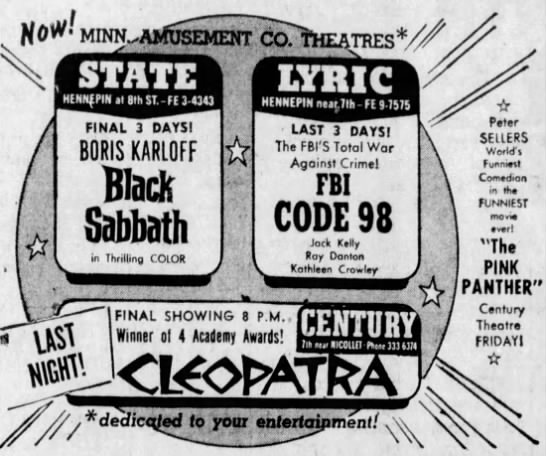 Now! MINN. AMUSEMENT CO. THEATRES*
STATE
HENNEPIN at 8th ST. - FE 3-4343
FINAL 3 DAYS!
BORIS KARLOFF
Black
Sabbath
in Thrilling COLOR
LYRIC
HENNEPIN near 7th - FE 9-7575
LAST 3 DAYS!
The FBI'S Total War
Against Crime!
FBI
CODE 98
Jack Kelly
Ray Danton
Kathleen Crowley
Peter
SELLERS
World's
Funniest
Comedian
in the
FUNNIEST
movie
ever!
"The
PINK
PANTHER"
Century
Theatre
FRIDAY!
LAST
NIGHT!
FINAL SHOWING 8 P.M.
Winner of 4 Academy Awards!
CENTURY
7th near NICOLLET - Phone 333 6374
CLEOPATRA
*dedicated to your entertainment!